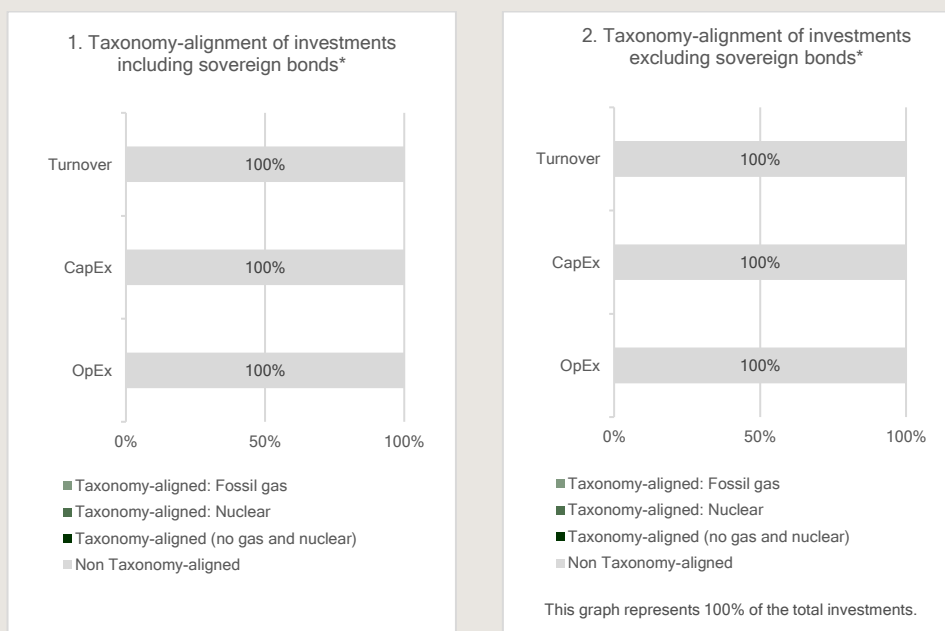 1. Taxonomy-alignment of investments
including sovereign bonds*
Turnover
100%
CapEx
100%
OpEx
100%
0%
50%
100%
Taxonomy-aligned: Fossil gas
Taxonomy-aligned: Nuclear
Taxonomy-aligned (no gas and nuclear)
Non Taxonomy-aligned
2. Taxonomy-alignment of investments
excluding sovereign bonds*
Turnover
100%
CapEx
100%
OpEx
100%
0%
50%
100%
Taxonomy-aligned: Fossil gas
Taxonomy-aligned: Nuclear
Taxonomy-aligned (no gas and nuclear)
Non Taxonomy-aligned
This graph represents 100% of the total investments.